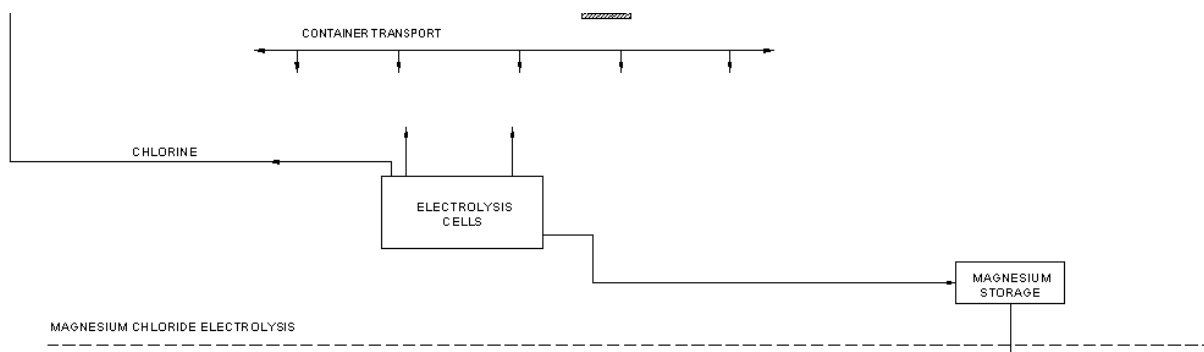 CONTAINER TRANSPORT
CHLORINE
ELECTROLYSIS
CELLS
MAGNESIUM
STORAGE
MAGNESIUM CHLORIDE ELECTROLYSIS